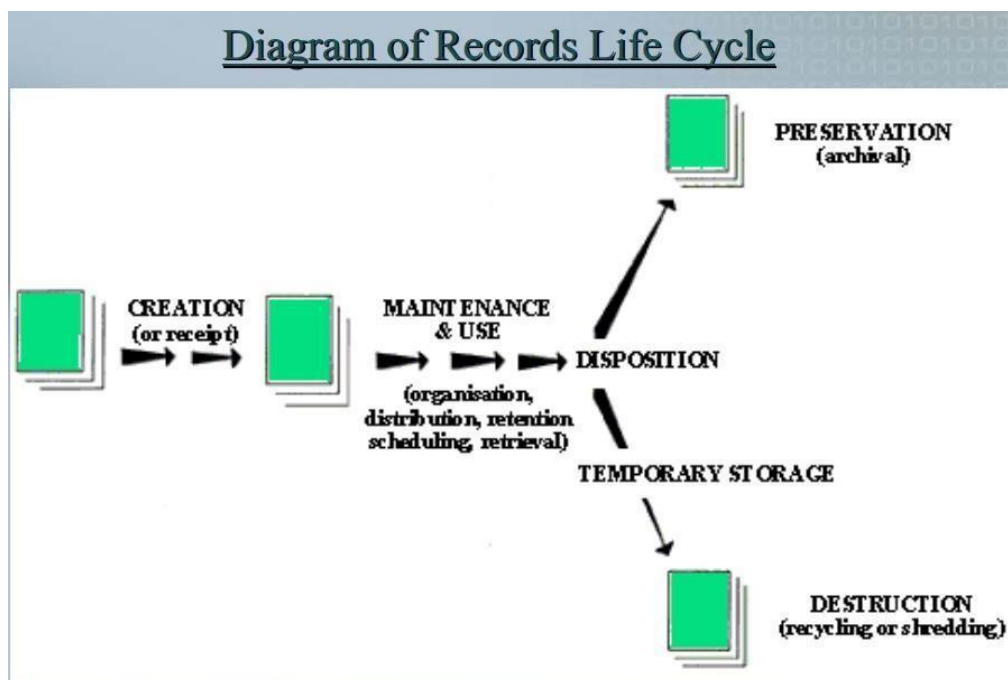 Diagram of Records Life Cycle
PRESERVATION
(archival)
CREATION
(or receipt)
MAINTENANCE
& USE
(organisation,
distribution, retention
scheduling, retrieval)
DISPOSITION
TEMPORARY STORAGE
DESTRUCTION
(recycling or shredding)